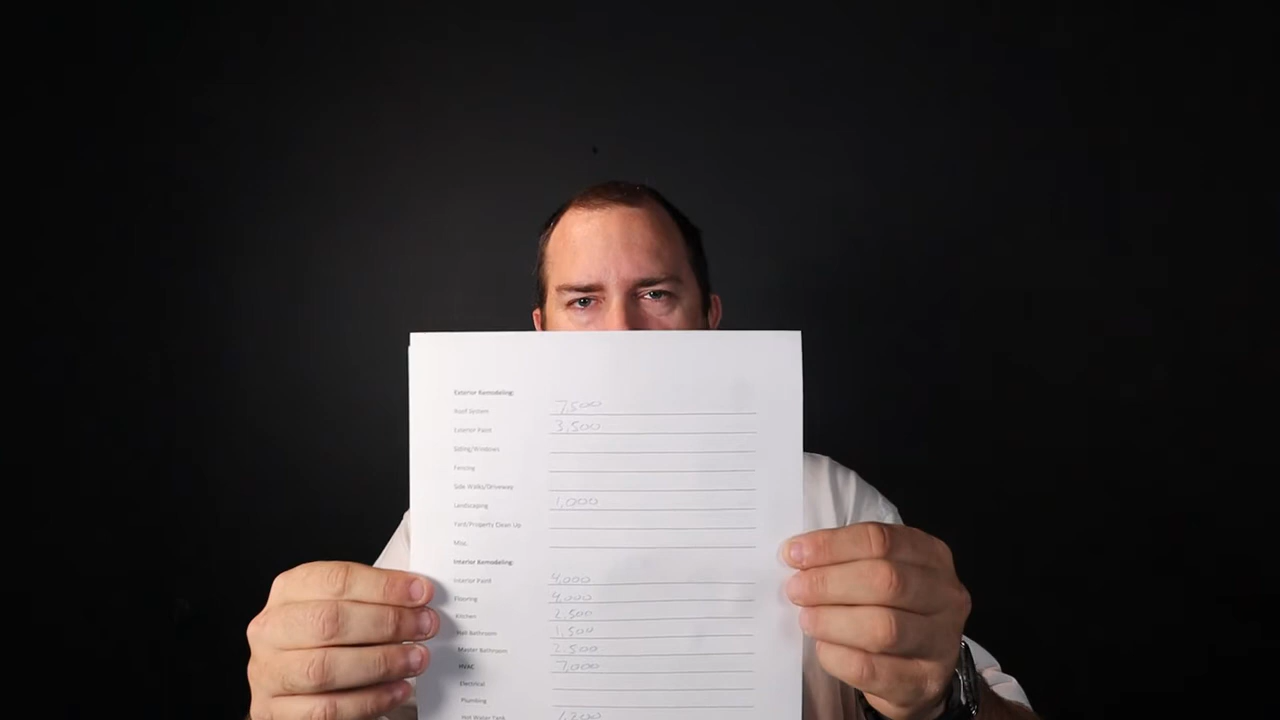 Exterior Remodeling:
Roof System 7,500
Exterior Paint 3,500
Siding/Windows
Fencing
Side Walks/Driveway
Landscaping 1,000
Yard/Property Clean Up
Misc.
Interior Remodeling:
Interior Paint 4,000
Flooring 4,000
Kitchen 2,500
Hall Bathroom 1,500
Master Bathroom 2,500
HVAC 7,000
Electrical
Plumbing
Hot Water Tank 1,200